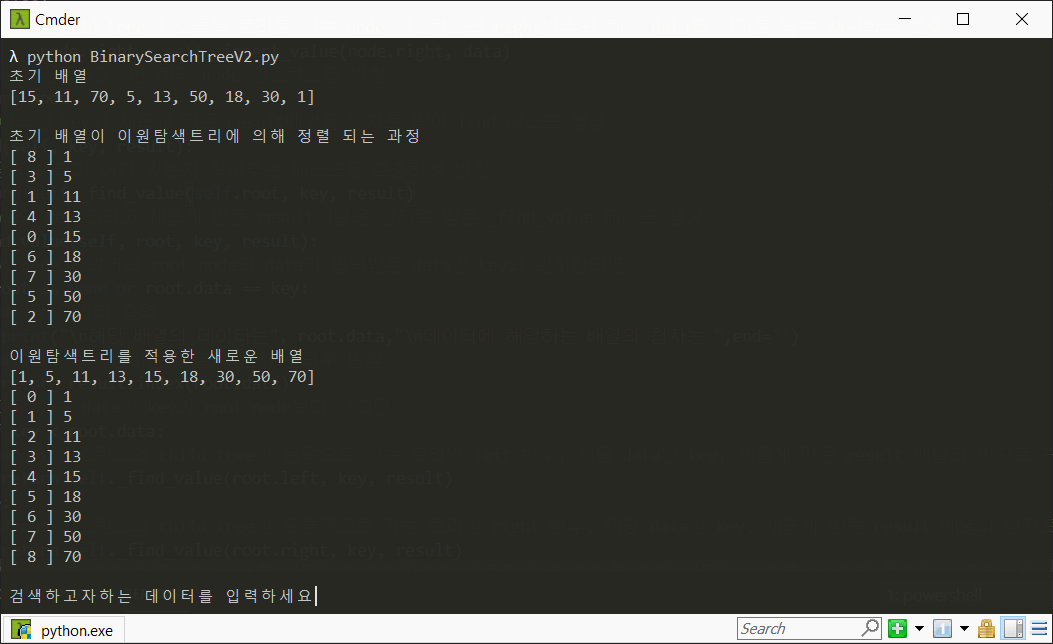 Cmder
λ python BinarySearchTreeV2.py
초기 배열
[15, 11, 70, 5, 13, 50, 18, 30, 1]
초기 배열이 이원탐색트리에 의해 정렬 되는 과정
[ 8 ] 1
[ 3 ] 5
[ 1 ] 11
[ 4 ] 13
[ 0 ] 15
[ 6 ] 18
[ 7 ] 30
[ 5 ] 50
[ 2 ] 70
이원탐색트리를 적용한 새로운 배열
[1, 5, 11, 13, 15, 18, 30, 50, 70]
[ 0 ] 1
[ 1 ] 5
[ 2 ] 11
[ 3 ] 13
[ 4 ] 15
[ 5 ] 18
[ 6 ] 30
[ 7 ] 50
[ 8 ] 70
검색하고자하는 데이터를 입력하세요
python.exe
Search